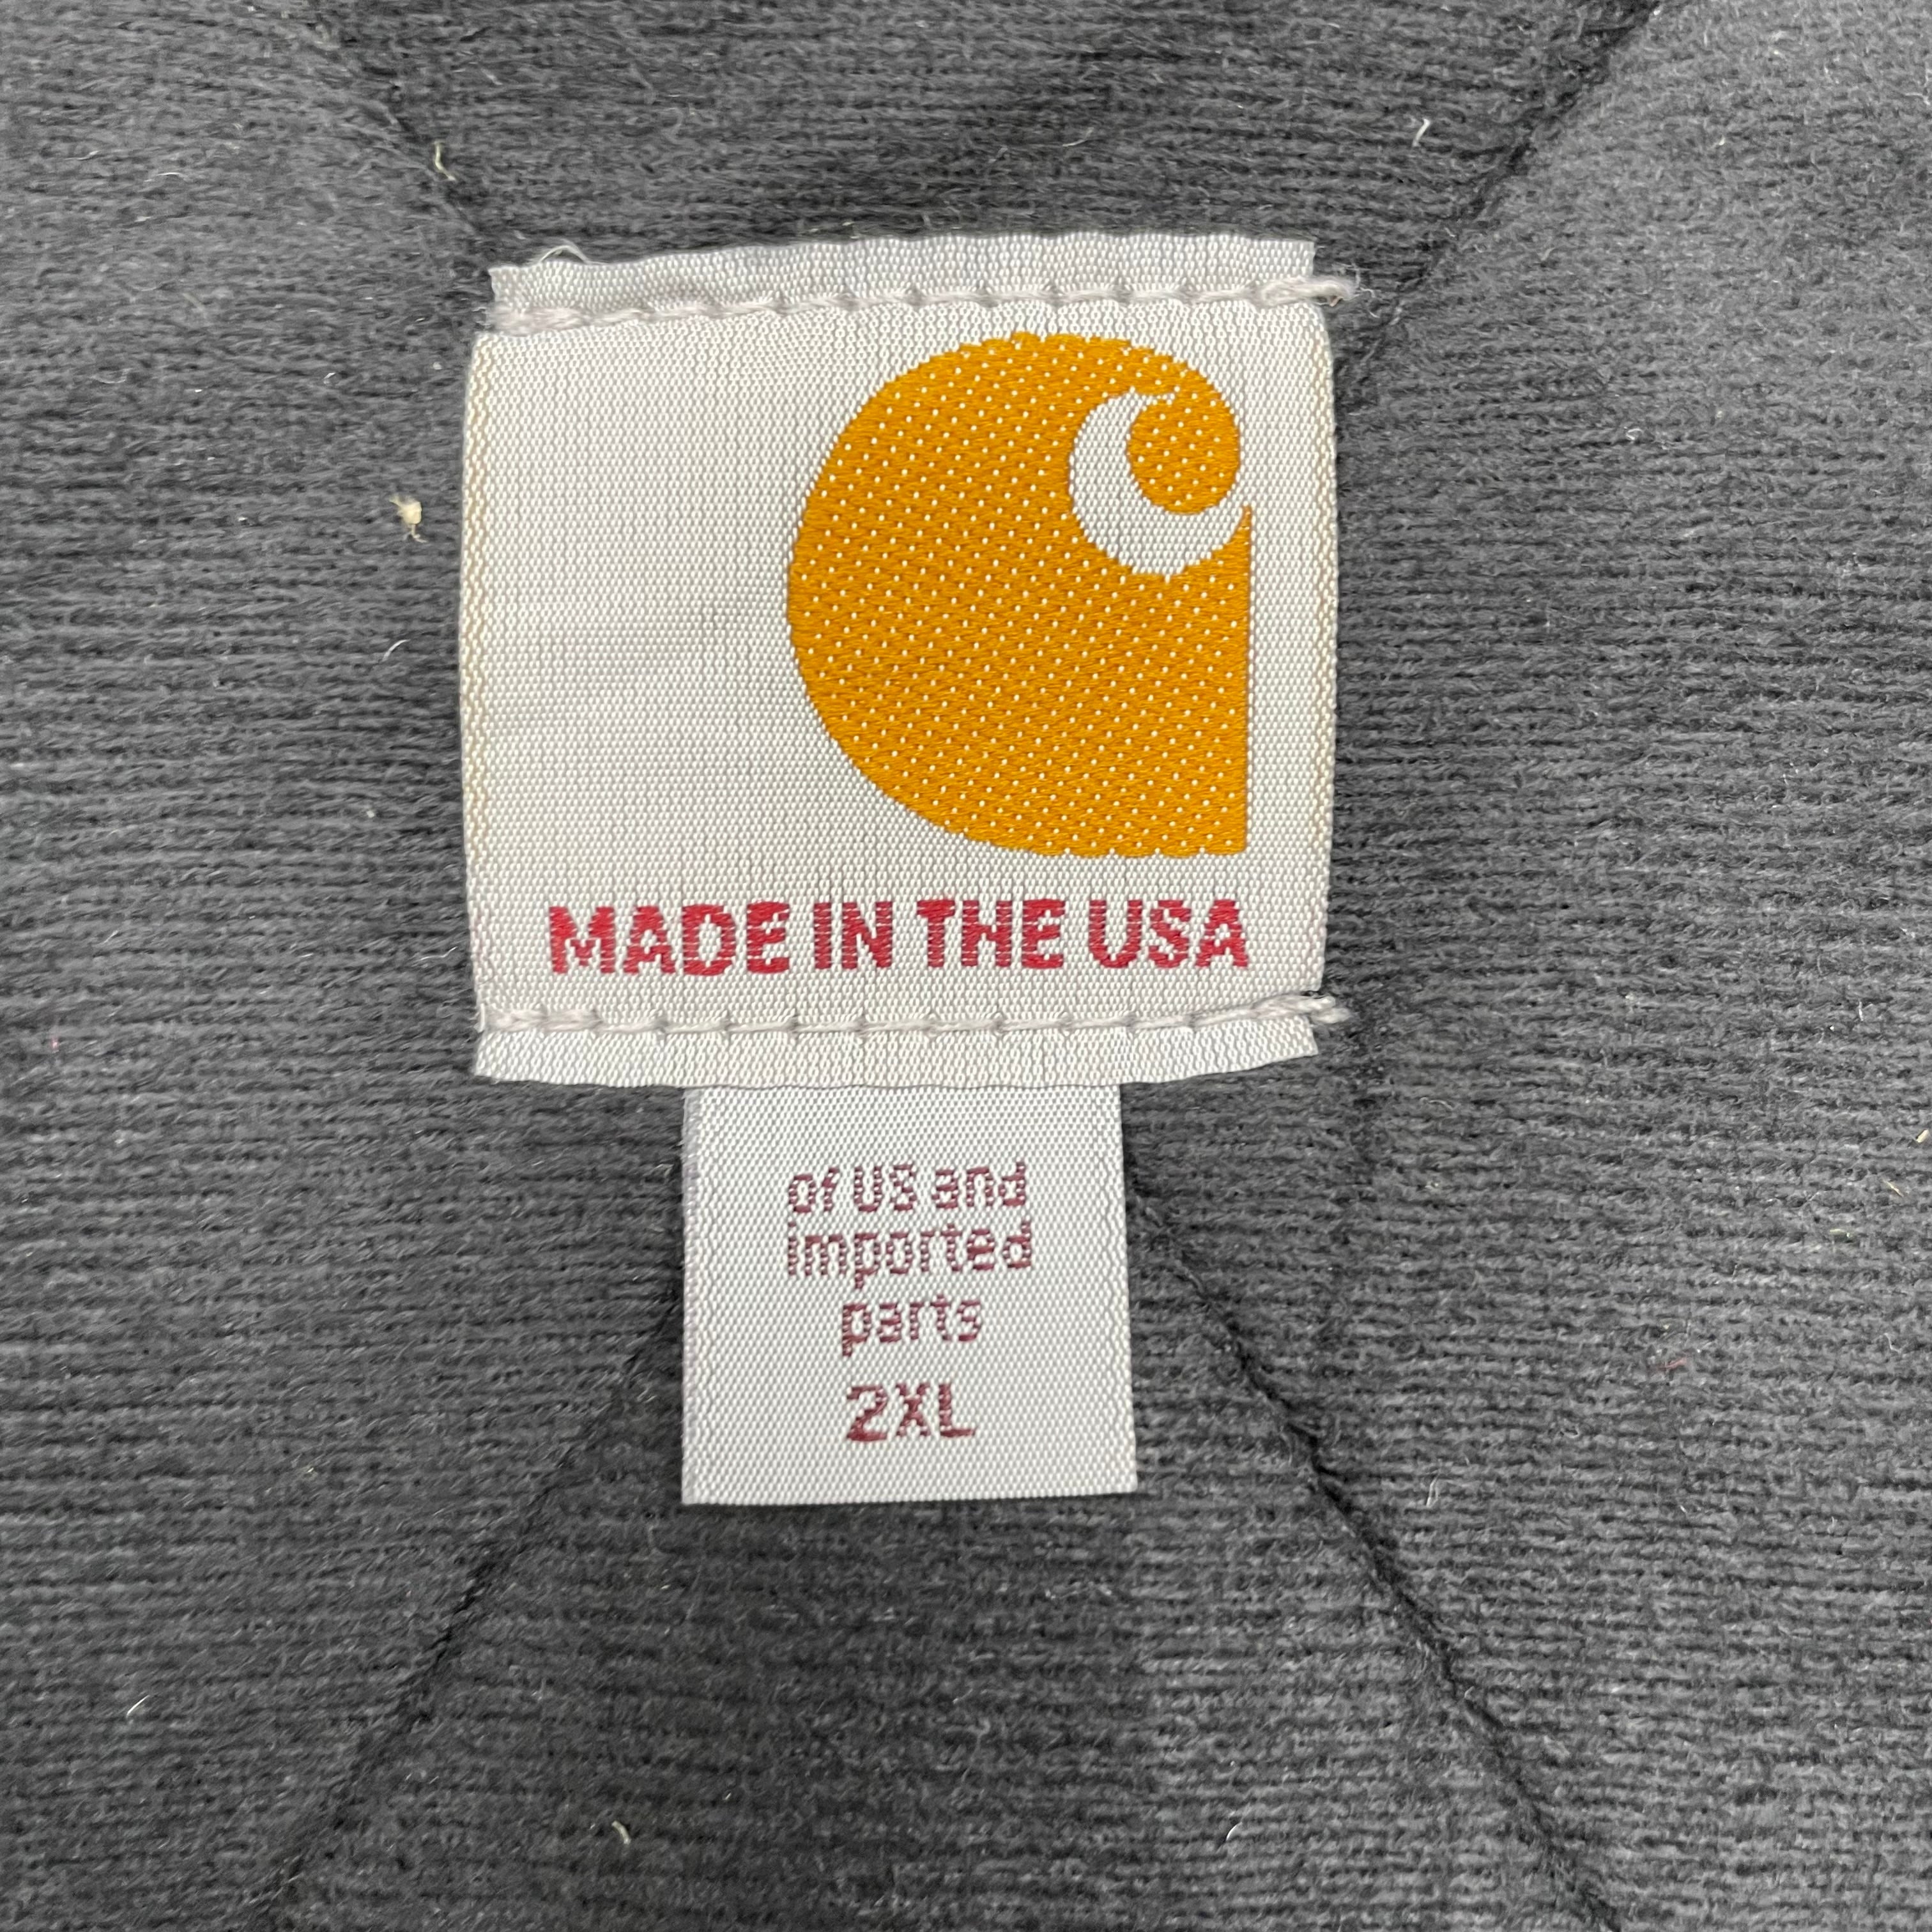 MADE IN THE USA
of US and
imported
parts
2XL